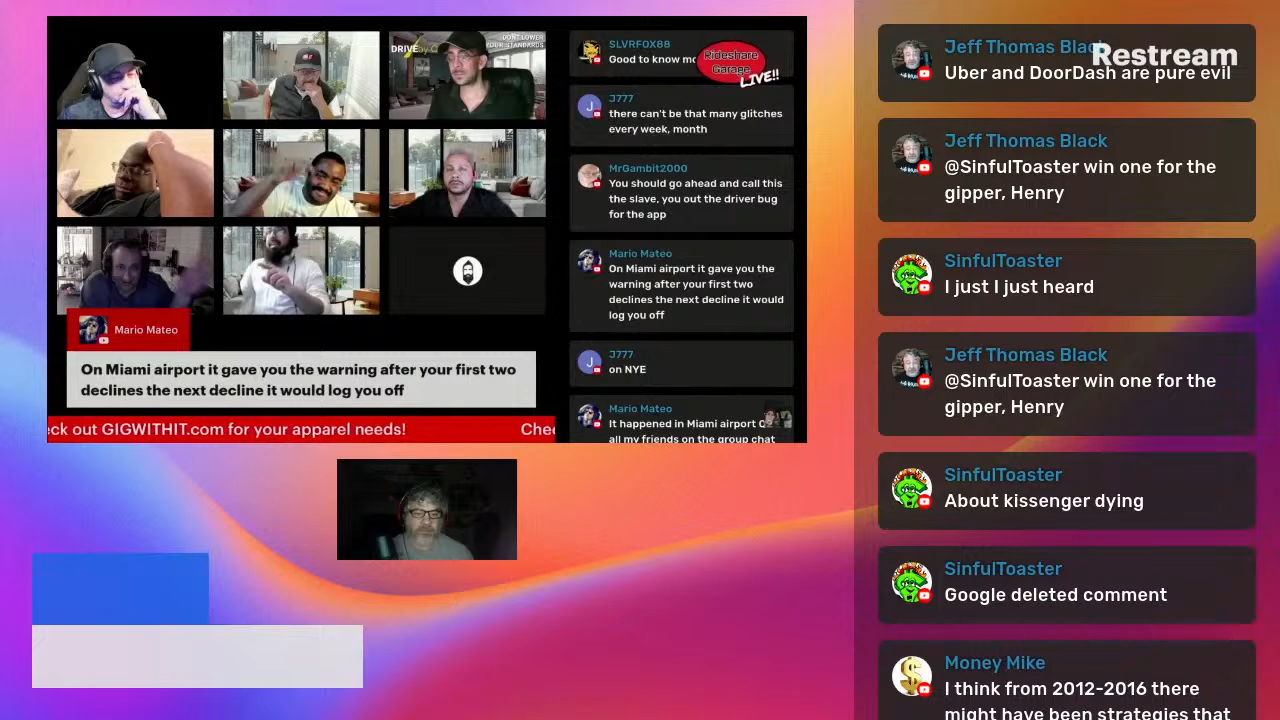 DRIVE by
DONT LOWER
YOUR STANDARDS
SLVRFOX88
Good to know mo
Rideshare
Garage
LIVE!!
J777
there can't be that many glitches
every week, month
MrGambit2000
You should go ahead and call this
the slave, you out the driver bug
for the app
Mario Mateo
On Miami airport it gave you the
warning after your first two
declines the next decline it would
log you off
J777
on NYE
Mario Mateo
It happened in Miami airport
all my friends on the group chat
Mario Mateo
On Miami airport it gave you the warning after your first two
declines the next decline it would log you off
eck out GIGWITHIT.com for your apparel needs!
Chec
Restream
Jeff Thomas Black
Uber and DoorDash are pure evil
Jeff Thomas Black
@SinfulToaster win one for the
gipper, Henry
SinfulToaster
I just I just heard
Jeff Thomas Black
@SinfulToaster win one for the
gipper, Henry
SinfulToaster
About kissenger dying
SinfulToaster
Google deleted comment
Money Mike
I think from 2012-2016 there
might have been strategies that